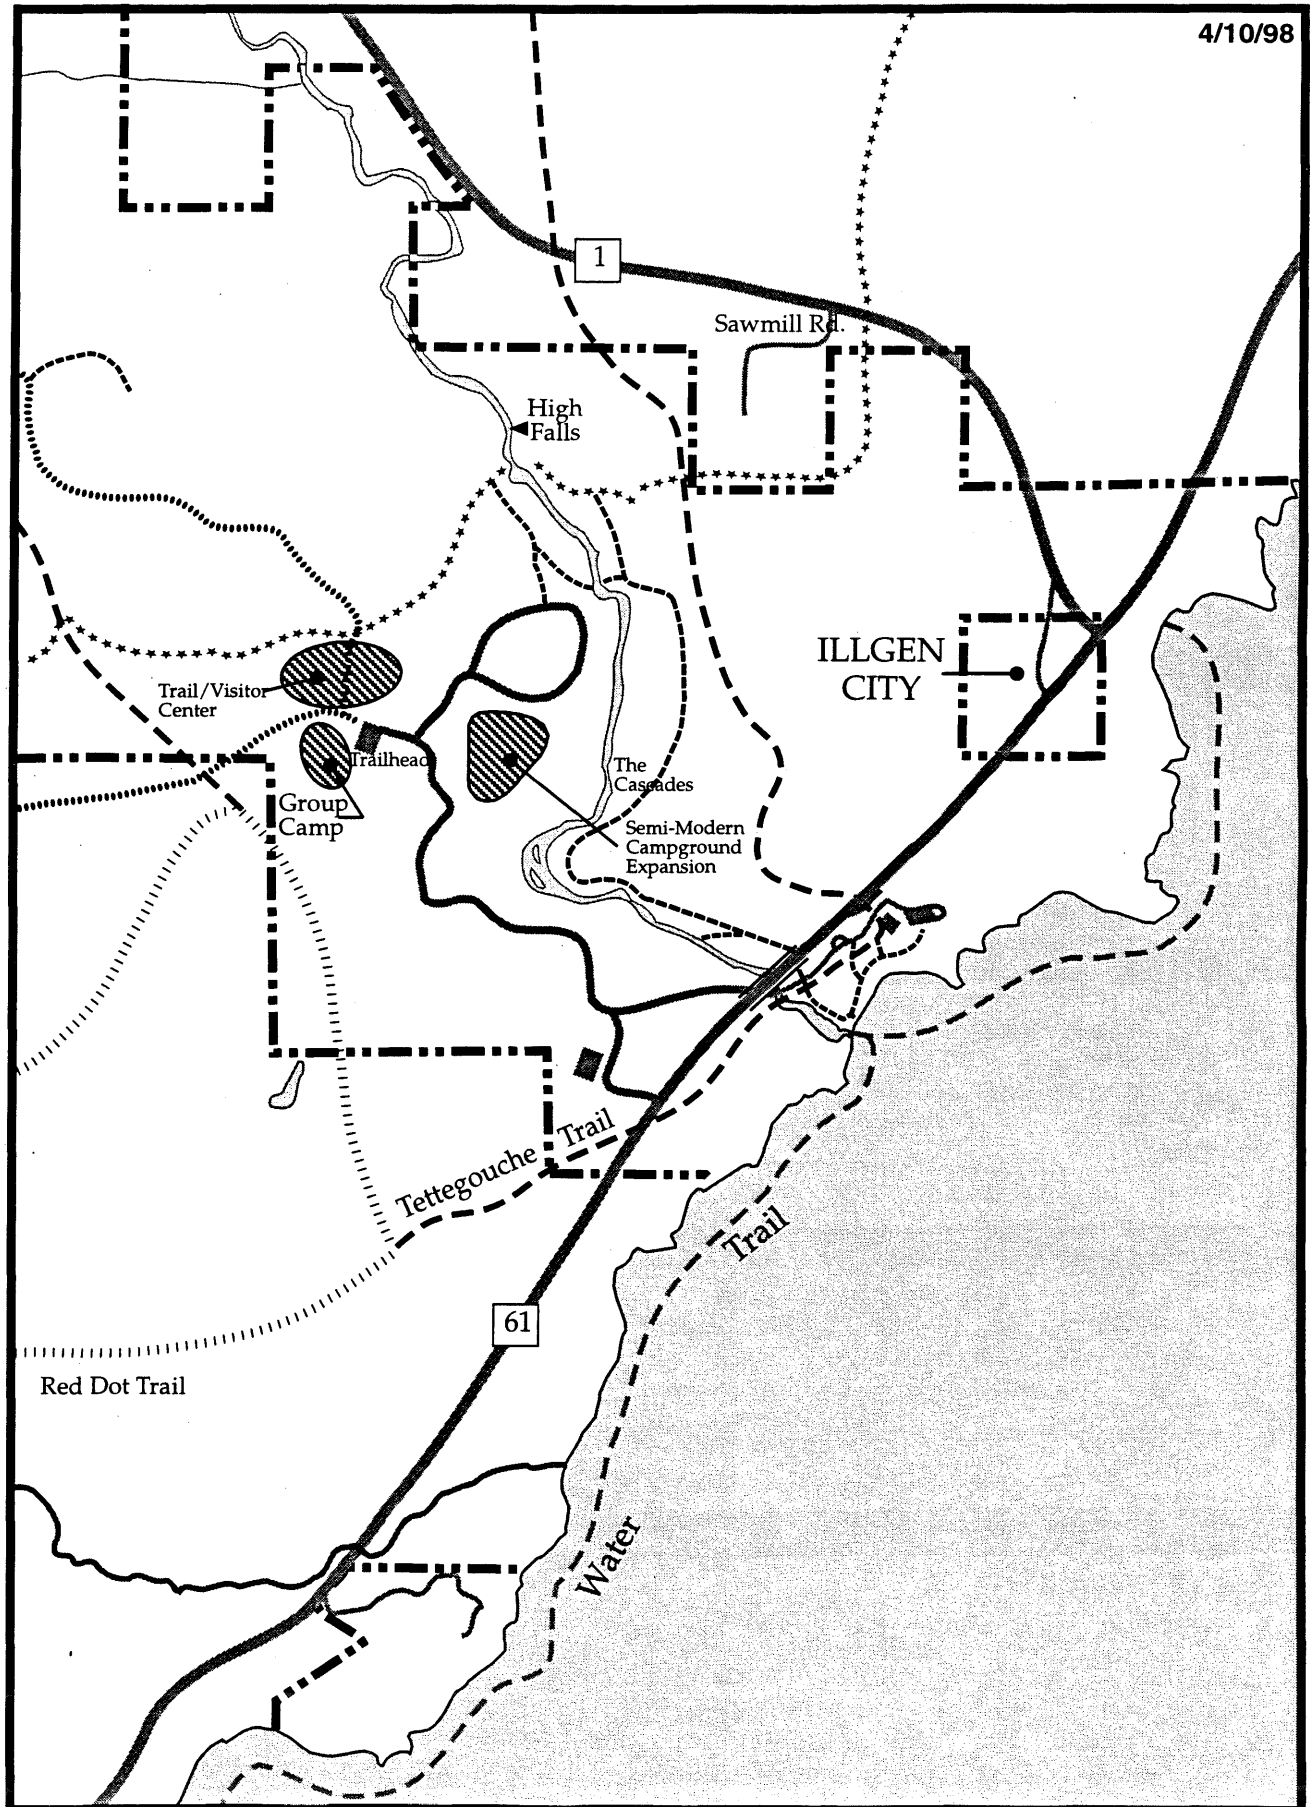 4/10/98
1
Sawmill Rd.
High
Falls
ILLGEN
CITY
Trail/Visitor
Center
Trailhead
The
Cascades
Group
Camp
Semi-Modern
Campground
Expansion
Tettegouche Trail
Trail
61
Red Dot Trail
Water